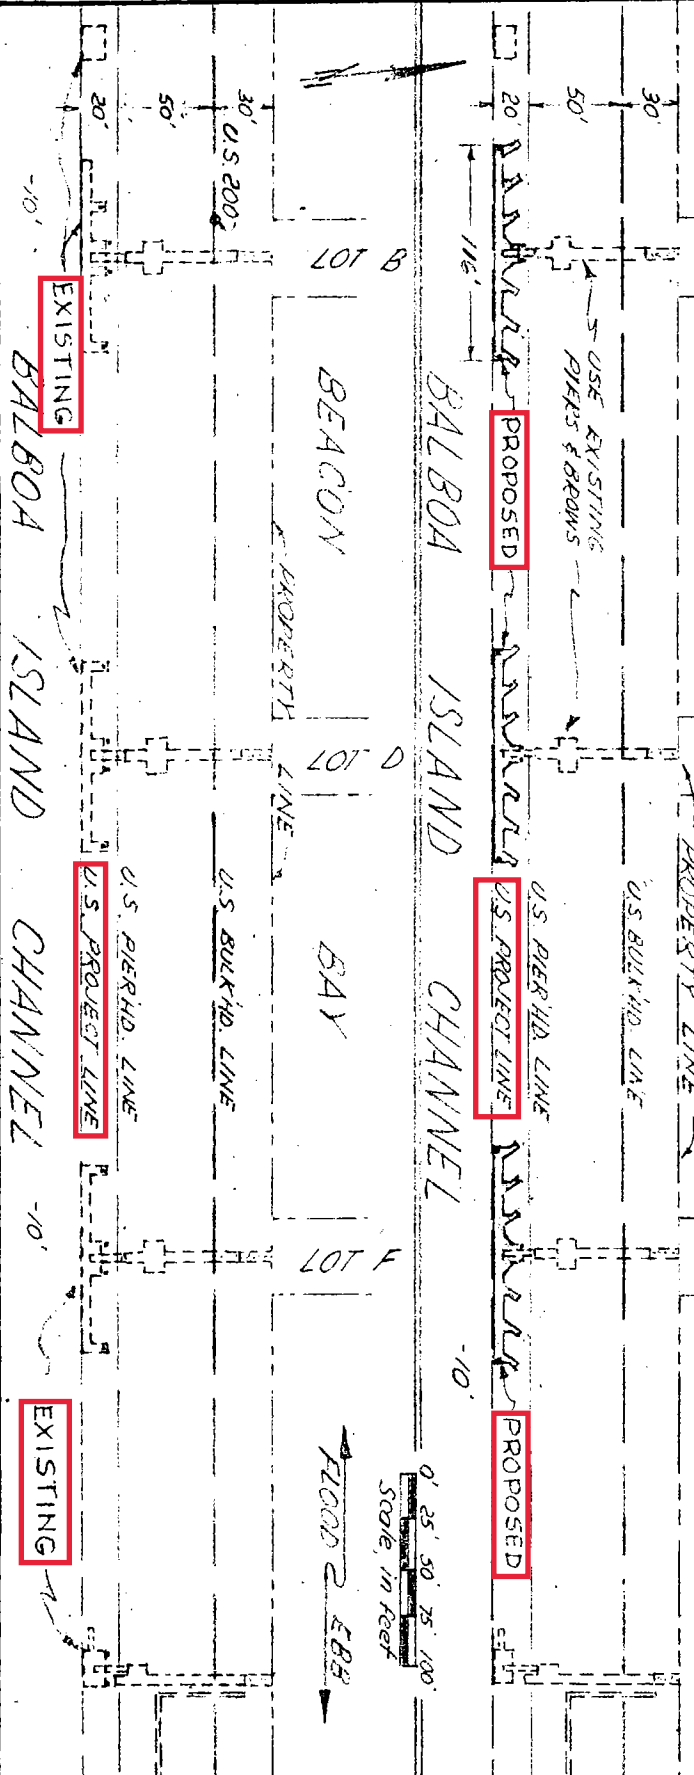 30'
50'
20'
PROPERTY LINE
U.S. BULKHD. LINE
U.S. PIERHD. LINE
U.S. PROJECT LINE
USE EXISTING
PIERS & BROWS
116'
PROPOSED
PROPOSED
BALBOA ISLAND CHANNEL
-10'
0' 25' 50' 75' 100'
Scale in feet
FLOOD
EBB
LOT B
LOT D
LOT F
BEACON BAY
PROPERTY LINE
30'
50'
20'
U.S. 200
U.S. BULKHD. LINE
U.S. PIERHD. LINE
U.S. PROJECT LINE
EXISTING
EXISTING
-10'
BALBOA ISLAND CHANNEL
-10'